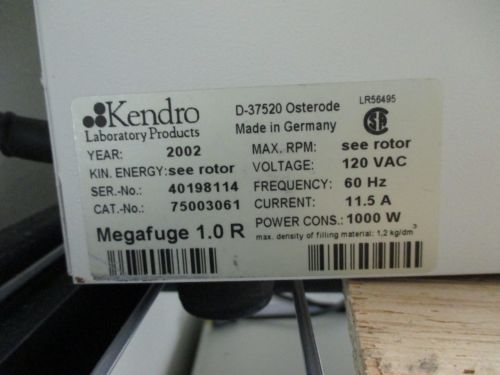 Kendro
Laboratory Products
D-37520 Osterode
Made in Germany
LR56495
YEAR: 2002
KIN. ENERGY: see rotor
SER.-No.: 40198114
CAT.-No.: 75003061
MAX. RPM: see rotor
VOLTAGE: 120 VAC
FREQUENCY: 60 Hz
CURRENT: 11.5 A
POWER CONS.: 1000 W
Megafuge 1.0 R
max. density of filling material: 1,2 kg/dm³